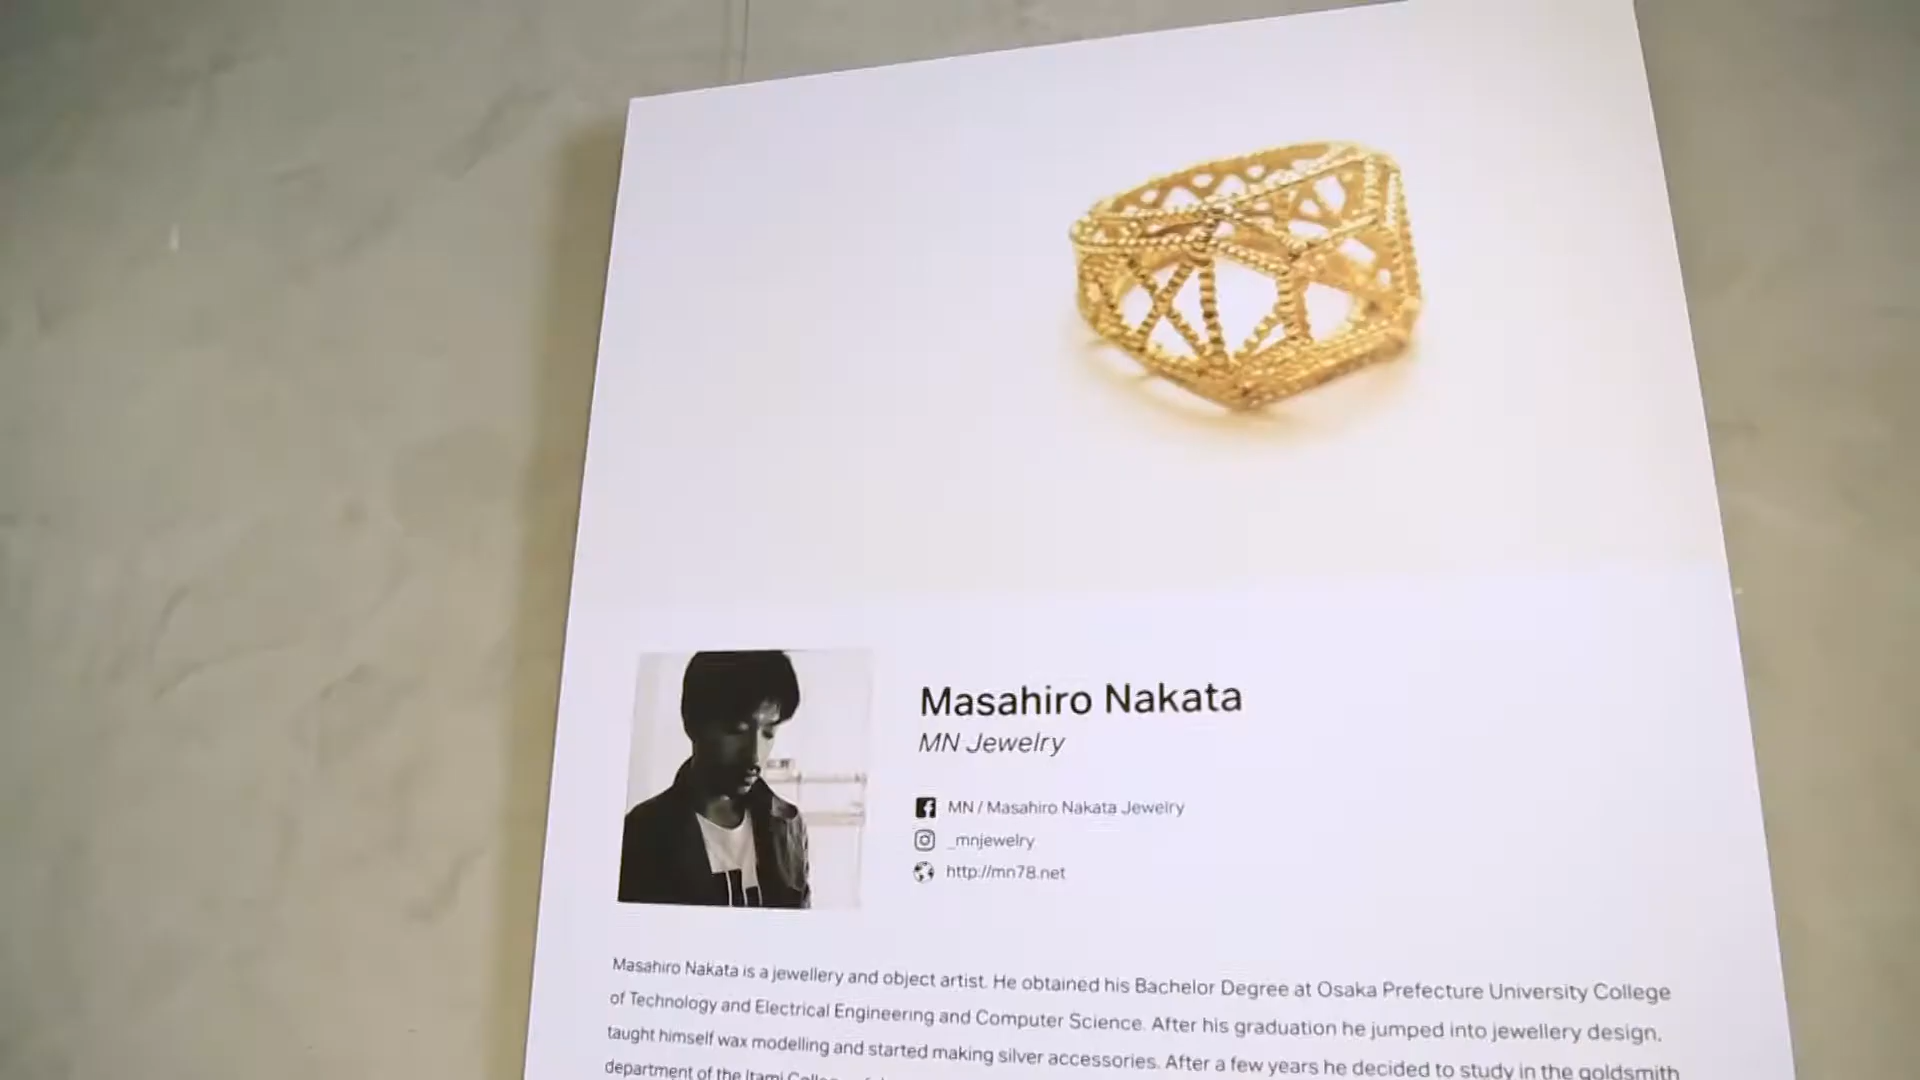 Masahiro Nakata
MN Jewelry
MN / Masahiro Nakata Jewelry
_mnjewelry
http://mn78.net
Masahiro Nakata is a jewellery and object artist. He obtained his Bachelor Degree at Osaka Prefecture University College
of Technology and Electrical Engineering and Computer Science. After his graduation he jumped into jewellery design,
taught himself wax modelling and started making silver accessories. After a few years he decided to study in the goldsmith
department of the Itami